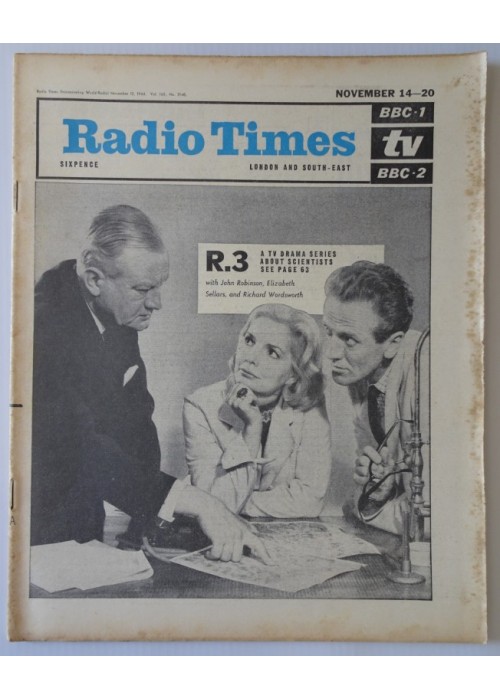 NOVEMBER 14—20
Radio Times
SIXPENCE
LONDON AND SOUTH-EAST
BBC·1
tv
BBC·2
R.3
A TV DRAMA SERIES
ABOUT SCIENTISTS
SEE PAGE 63
with John Robinson, Elizabeth
Sellars, and Richard Wordsworth
A